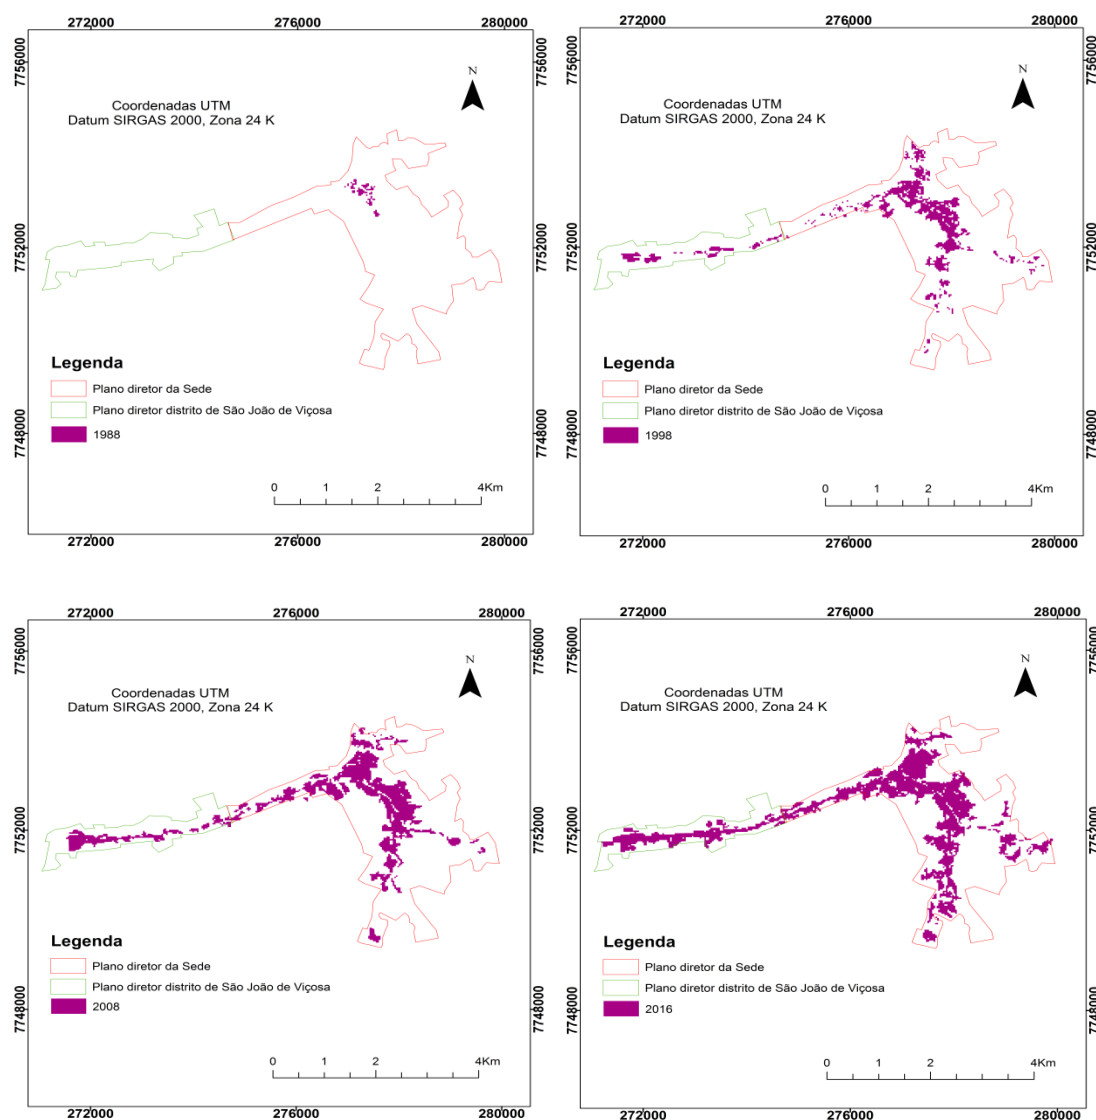 272000 276000 280000
7756000 7756000
N
Coordenadas UTM
Datum SIRGAS 2000, Zona 24 K
7752000 7752000
Legenda
Plano diretor da Sede
Plano diretor distrito de São João de Viçosa
1988
7748000 7748000
0 1 2 4Km
272000 276000 280000
272000 276000 280000
7756000 7756000
N
Coordenadas UTM
Datum SIRGAS 2000, Zona 24 K
7752000 7752000
Legenda
Plano diretor da Sede
Plano diretor distrito de São João de Viçosa
1998
7748000 7748000
0 1 2 4Km
272000 276000 280000
272000 276000 280000
7756000 7756000
N
Coordenadas UTM
Datum SIRGAS 2000, Zona 24 K
7752000 7752000
Legenda
Plano diretor da Sede
Plano diretor distrito de São João de Viçosa
2008
7748000 7748000
0 1 2 4Km
272000 276000 280000
272000 276000 280000
7756000 7756000
N
Coordenadas UTM
Datum SIRGAS 2000, Zona 24 K
7752000 7752000
Legenda
Plano diretor da Sede
Plano diretor distrito de São João de Viçosa
2016
7748000 7748000
0 1 2 4Km
272000 276000 280000